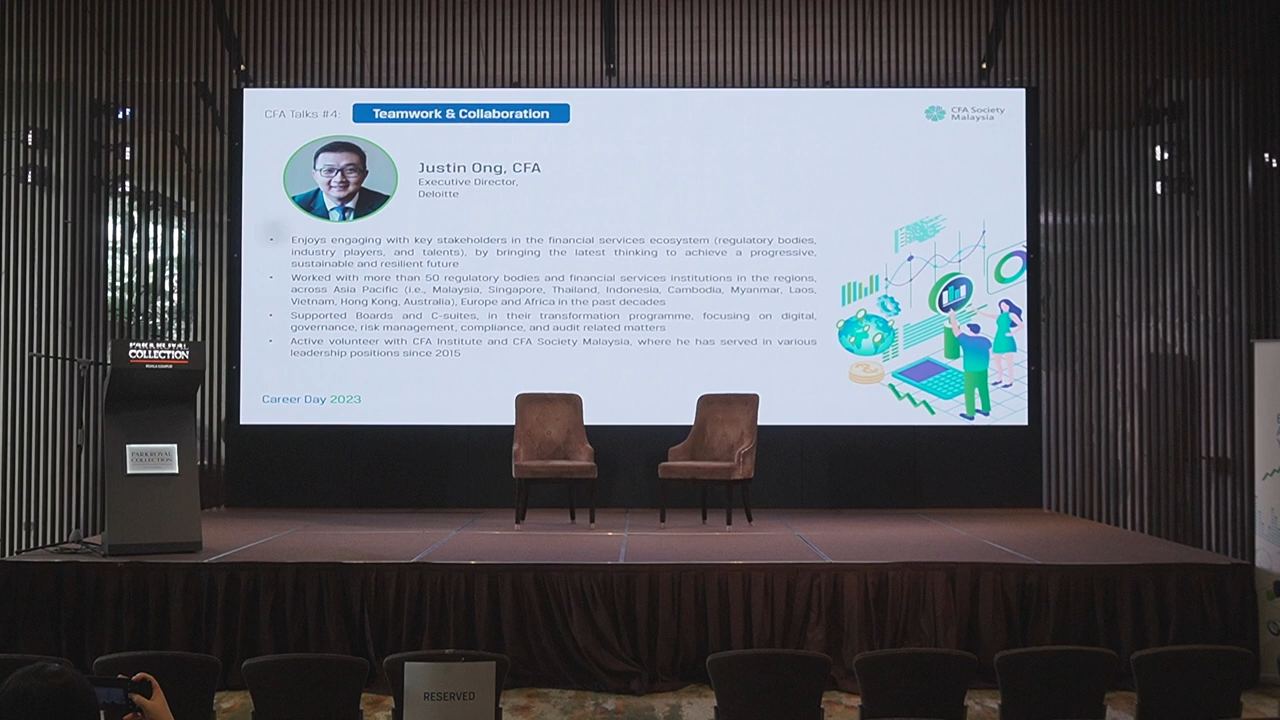 CFA Talks #4:
Teamwork & Collaboration
CFA Society
Malaysia
Justin Ong, CFA
Executive Director,
Deloitte
• Enjoys engaging with key stakeholders in the financial services ecosystem (regulatory bodies,
industry players, and talents), by bringing the latest thinking to achieve a progressive,
sustainable and resilient future
• Worked with more than 50 regulatory bodies and financial services institutions in the regions,
across Asia Pacific (i.e., Malaysia, Singapore, Thailand, Indonesia, Cambodia, Myanmar, Laos,
Vietnam, Hong Kong, Australia), Europe and Africa in the past decades
• Supported Boards and C-suites, in their transformation programme, focusing on digital,
governance, risk management, compliance, and audit related matters
• Active volunteer with CFA Institute and CFA Society Malaysia, where he has served in various
leadership positions since 2015
Career Day 2023
PARKROYAL
COLLECTION
PARKROYAL
COLLECTION
RESERVED